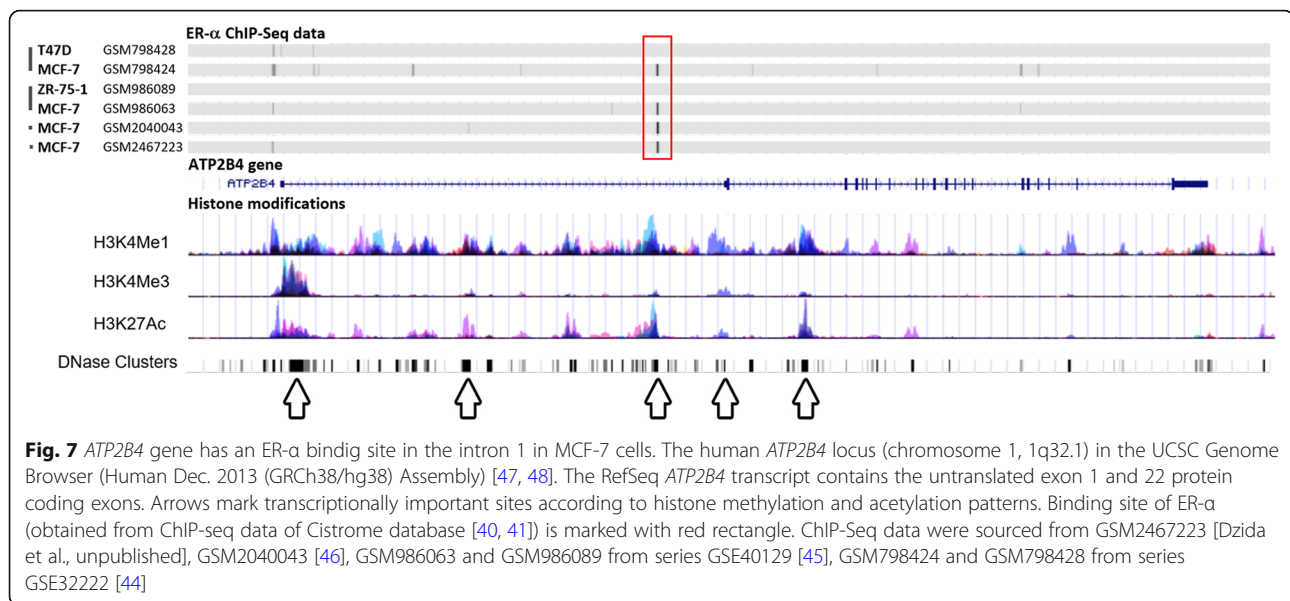 ER-α ChIP-Seq data
T47D GSM798428
MCF-7 GSM798424
ZR-75-1 GSM986089
MCF-7 GSM986063
MCF-7 GSM2040043
MCF-7 GSM2467223
ATP2B4 gene
ATP2B4
Histone modifications
H3K4Me1
H3K4Me3
H3K27Ac
DNase Clusters
Fig. 7 ATP2B4 gene has an ER-α bindig site in the intron 1 in MCF-7 cells. The human ATP2B4 locus (chromosome 1, 1q32.1) in the UCSC Genome
Browser (Human Dec. 2013 (GRCh38/hg38) Assembly) [47, 48]. The RefSeq ATP2B4 transcript contains the untranslated exon 1 and 22 protein
coding exons. Arrows mark transcriptionally important sites according to histone methylation and acetylation patterns. Binding site of ER-α
(obtained from ChIP-seq data of Cistrome database [40, 41]) is marked with red rectangle. ChIP-Seq data were sourced from GSM2467223 [Dzida
et al., unpublished], GSM2040043 [46], GSM986063 and GSM986089 from series GSE40129 [45], GSM798424 and GSM798428 from series
GSE32222 [44]